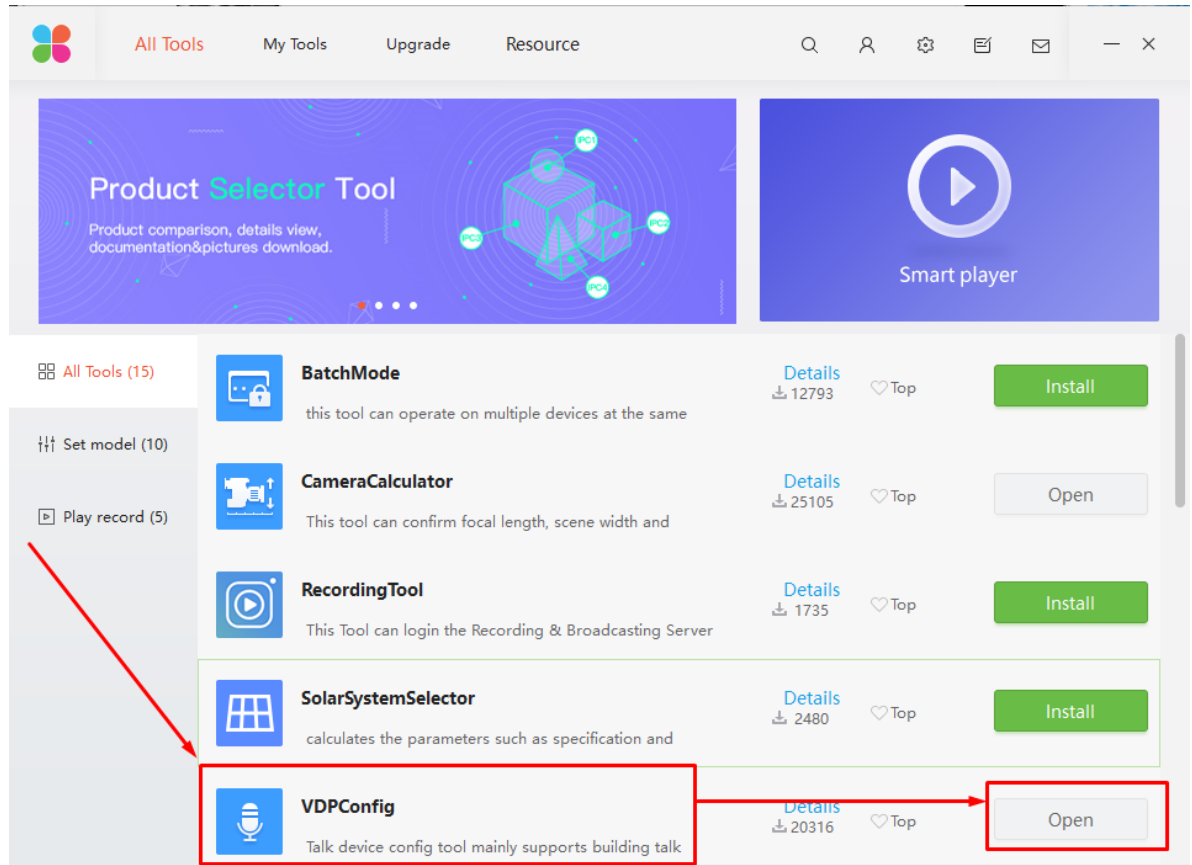 All Tools My Tools Upgrade Resource
Product Selector Tool
Product comparison, details view,
documentation&pictures download.
IPC1
IPC2
IPC3
IPC4
Smart player
All Tools (15)
Set model (10)
Play record (5)
BatchMode
this tool can operate on multiple devices at the same
Details
12793
Top
Install
CameraCalculator
This tool can confirm focal length, scene width and
Details
25105
Top
Open
RecordingTool
This Tool can login the Recording & Broadcasting Server
Details
1735
Top
Install
SolarSystemSelector
calculates the parameters such as specification and
Details
2480
Top
Install
VDPConfig
Talk device config tool mainly supports building talk
Details
20316
Top
Open